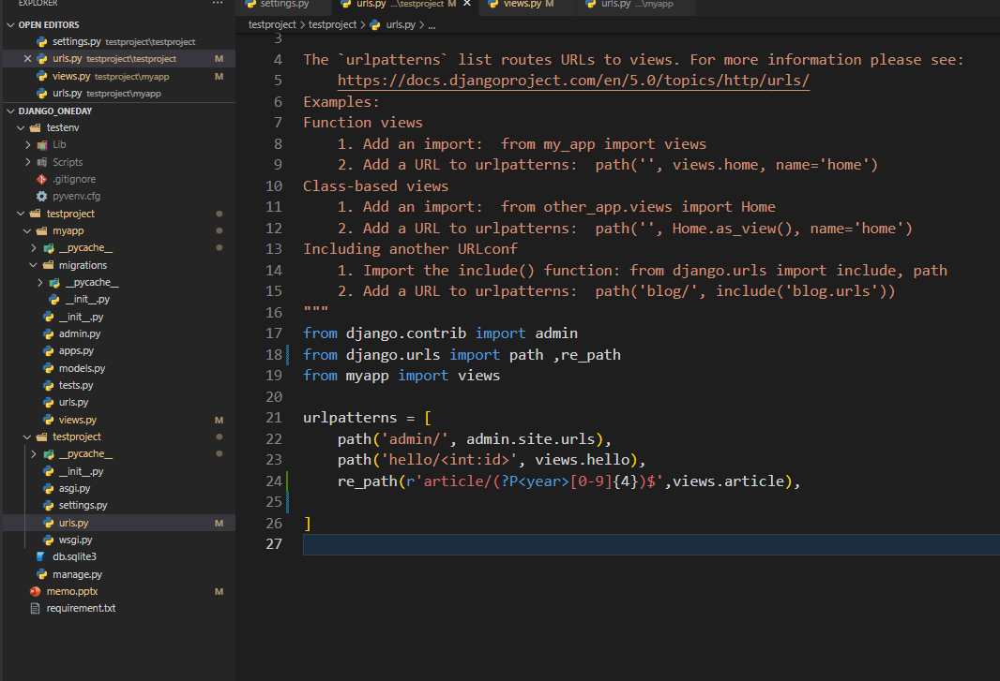 EXPLORER ...
OPEN EDITORS
settings.py testproject\testproject
urls.py testproject\testproject M
views.py testproject\myapp M
urls.py testproject\myapp
DJANGO_ONEDAY
testenv
Lib
Scripts
.gitignore
pyvenv.cfg
testproject
myapp
__pycache__
migrations
__pycache__
__init__.py
__init__.py
admin.py
apps.py
models.py
tests.py
urls.py
views.py M
testproject
__pycache__
__init__.py
asgi.py
settings.py
urls.py M
wsgi.py
db.sqlite3
manage.py
memo.pptx M
requirement.txt
settings.py urls.py ...\testproject M views.py M urls.py ...\myapp
testproject > testproject > urls.py > ...
3
4 The `urlpatterns` list routes URLs to views. For more information please see:
5     https://docs.djangoproject.com/en/5.0/topics/http/urls/
6 Examples:
7 Function views
8     1. Add an import:  from my_app import views
9     2. Add a URL to urlpatterns:  path('', views.home, name='home')
10 Class-based views
11     1. Add an import:  from other_app.views import Home
12     2. Add a URL to urlpatterns:  path('', Home.as_view(), name='home')
13 Including another URLconf
14     1. Import the include() function: from django.urls import include, path
15     2. Add a URL to urlpatterns:  path('blog/', include('blog.urls'))
16 """
17 from django.contrib import admin
18 from django.urls import path ,re_path
19 from myapp import views
20
21 urlpatterns = [
22     path('admin/', admin.site.urls),
23     path('hello/<int:id>', views.hello),
24     re_path(r'article/(?P<year>[0-9]{4})$',views.article),
25
26 ]
27